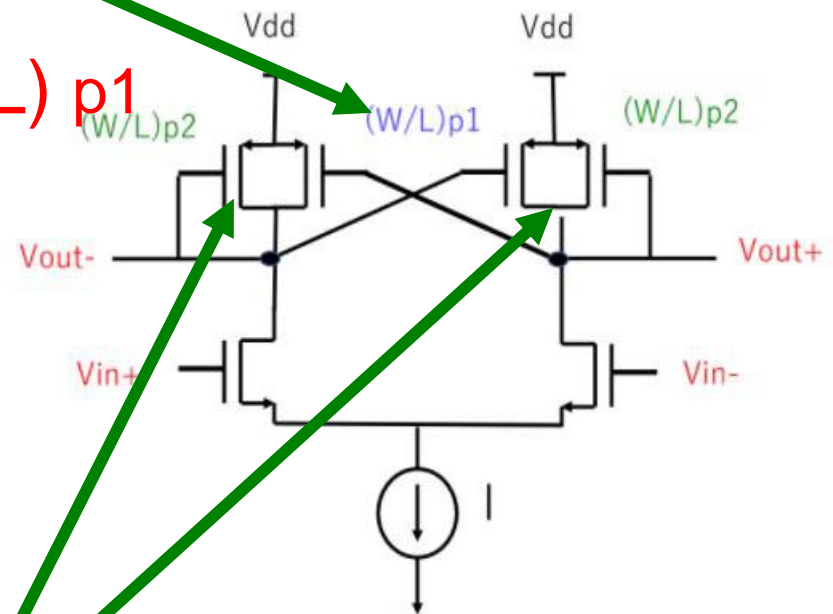 Vdd
Vdd
L) p1
(W/L)p2
(W/L)p1
(W/L)p2
Vout-
Vout+
Vin+
Vin-
I